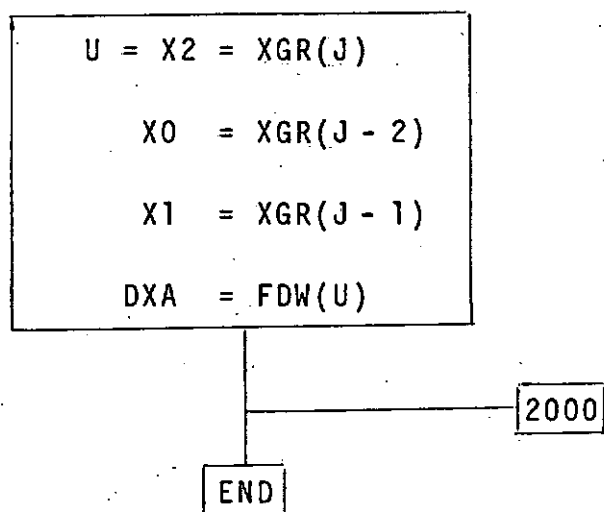 U = X2 = XGR(J)
X0 = XGR(J - 2)
X1 = XGR(J - 1)
DXA = FDW(U)
2000
END